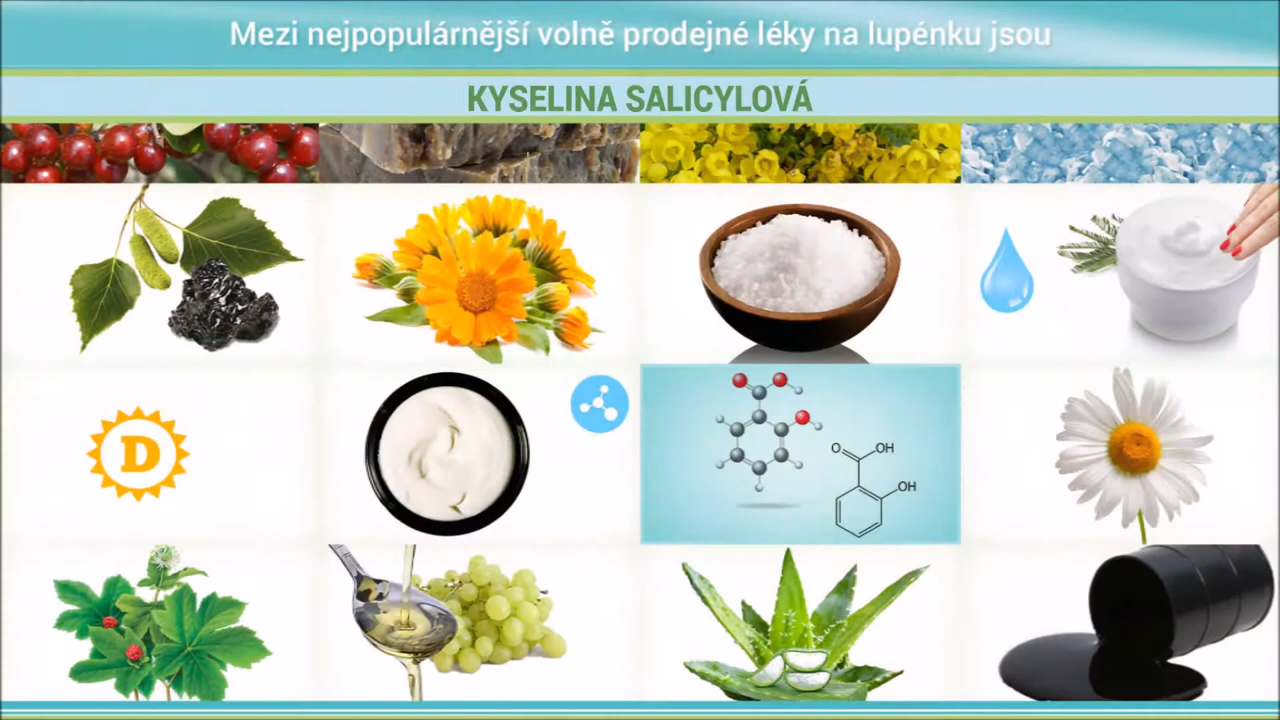 Mezi nejpopulárnější volně prodejné léky na lupénku jsou
KYSELINA SALICYLOVÁ
D
O
OH
OH